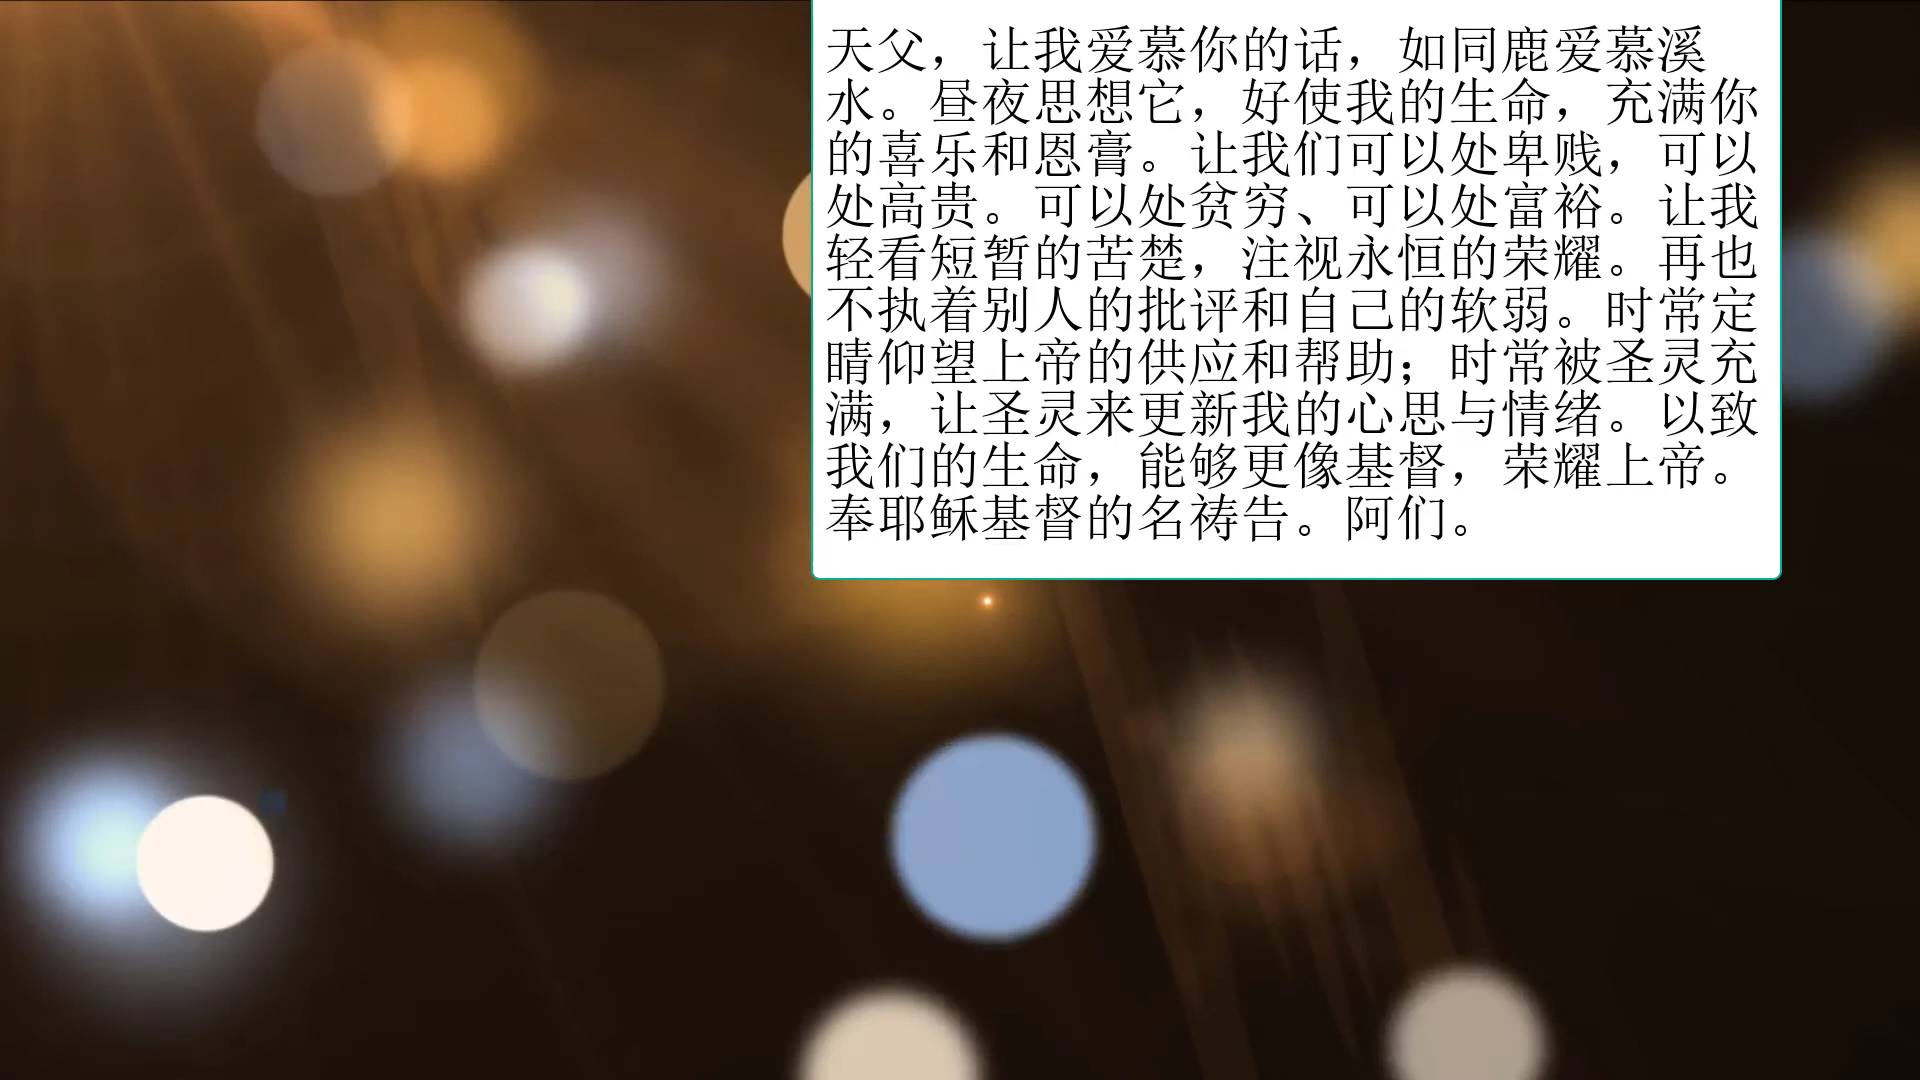 天父，让我爱慕你的话，如同鹿爱慕溪
水。昼夜思想它，好使我的生命，充满你
的喜乐和恩膏。让我们可以处卑贱，可以
处高贵。可以处贫穷、可以处富裕。让我
轻看短暂的苦楚，注视永恒的荣耀。再也
不执着别人的批评和自己的软弱。时常定
睛仰望上帝的供应和帮助；时常被圣灵充
满，让圣灵来更新我的心思与情绪。以致
我们的生命，能够更像基督，荣耀上帝。
奉耶稣基督的名祷告。阿们。